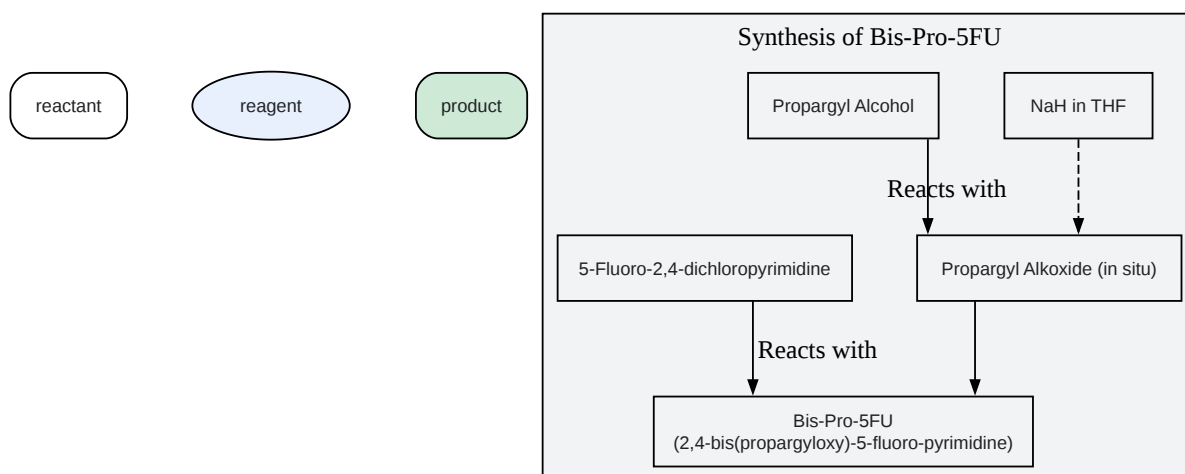 Synthesis of Bis-Pro-5FU
reactant
reagent
product
Propargyl Alcohol
NaH in THF
Reacts with
5-Fluoro-2,4-dichloropyrimidine
Propargyl Alkoxide (in situ)
Reacts with
Bis-Pro-5FU
(2,4-bis(propargyloxy)-5-fluoro-pyrimidine)